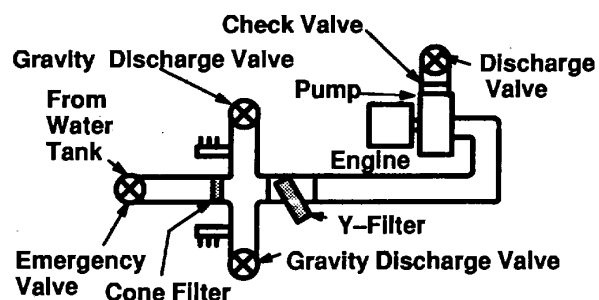 Check Valve
Gravity Discharge Valve
Discharge
Valve
Pump
From
Water
Tank
Engine
Y–Filter
Emergency
Valve
Cone Filter
Gravity Discharge Valve